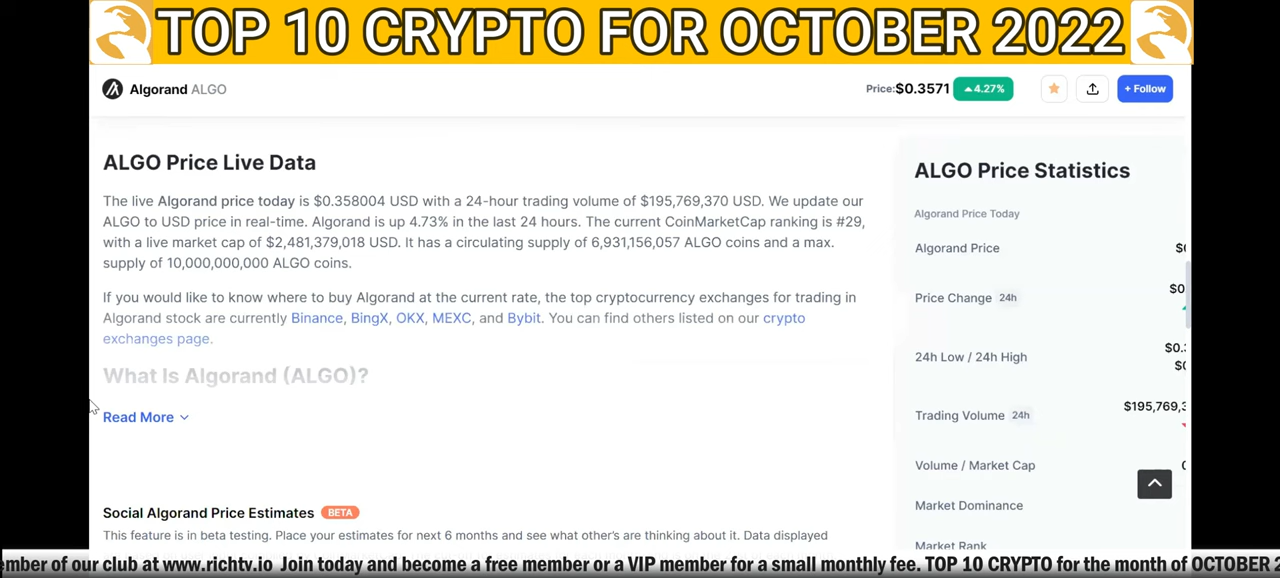 TOP 10 CRYPTO FOR OCTOBER 2022
Algorand ALGO
Price:$0.3571 4.27%
+ Follow
ALGO Price Live Data
The live Algorand price today is $0.358004 USD with a 24-hour trading volume of $195,769,370 USD. We update our
ALGO to USD price in real-time. Algorand is up 4.73% in the last 24 hours. The current CoinMarketCap ranking is #29,
with a live market cap of $2,481,379,018 USD. It has a circulating supply of 6,931,156,057 ALGO coins and a max.
supply of 10,000,000,000 ALGO coins.
If you would like to know where to buy Algorand at the current rate, the top cryptocurrency exchanges for trading in
Algorand stock are currently Binance, BingX, OKX, MEXC, and Bybit. You can find others listed on our crypto
exchanges page.
What Is Algorand (ALGO)?
Read More
Social Algorand Price Estimates BETA
This feature is in beta testing. Place your estimates for next 6 months and see what other's are thinking about it. Data displayed
ALGO Price Statistics
Algorand Price Today
Algorand Price
Price Change 24h $0
24h Low / 24h High $0.
Trading Volume 24h $195,769,3
Volume / Market Cap
Market Dominance
Market Rank
ember of our club at www.richtv.io Join today and become a free member or a VIP member for a small monthly fee. TOP 10 CRYPTO for the month of OCTOBER 2